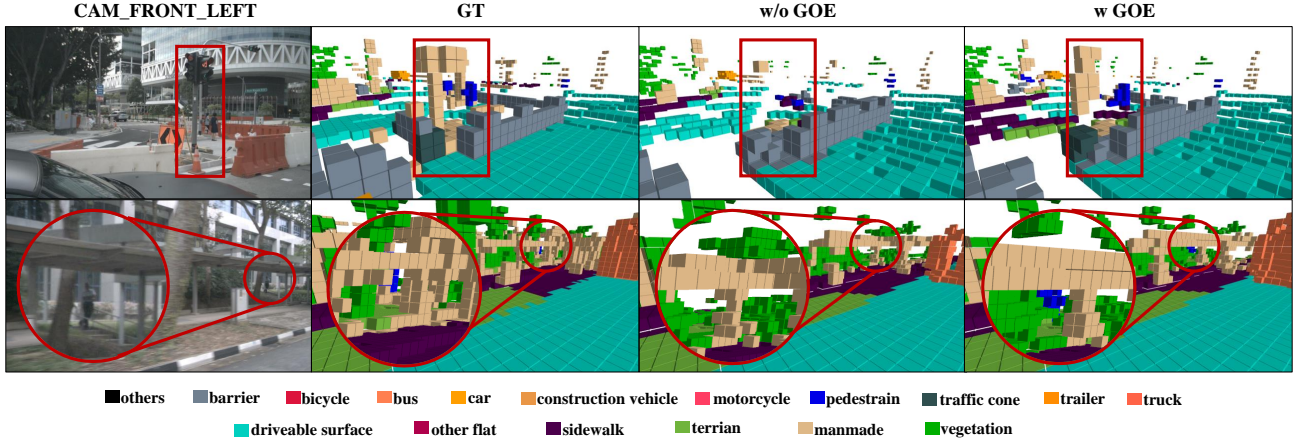 CAM_FRONT_LEFT GT w/o GOE w GOE
others barrier bicycle bus car construction vehicle motorcycle pedestrain traffic cone trailer truck
driveable surface other flat sidewalk terrian manmade vegetation